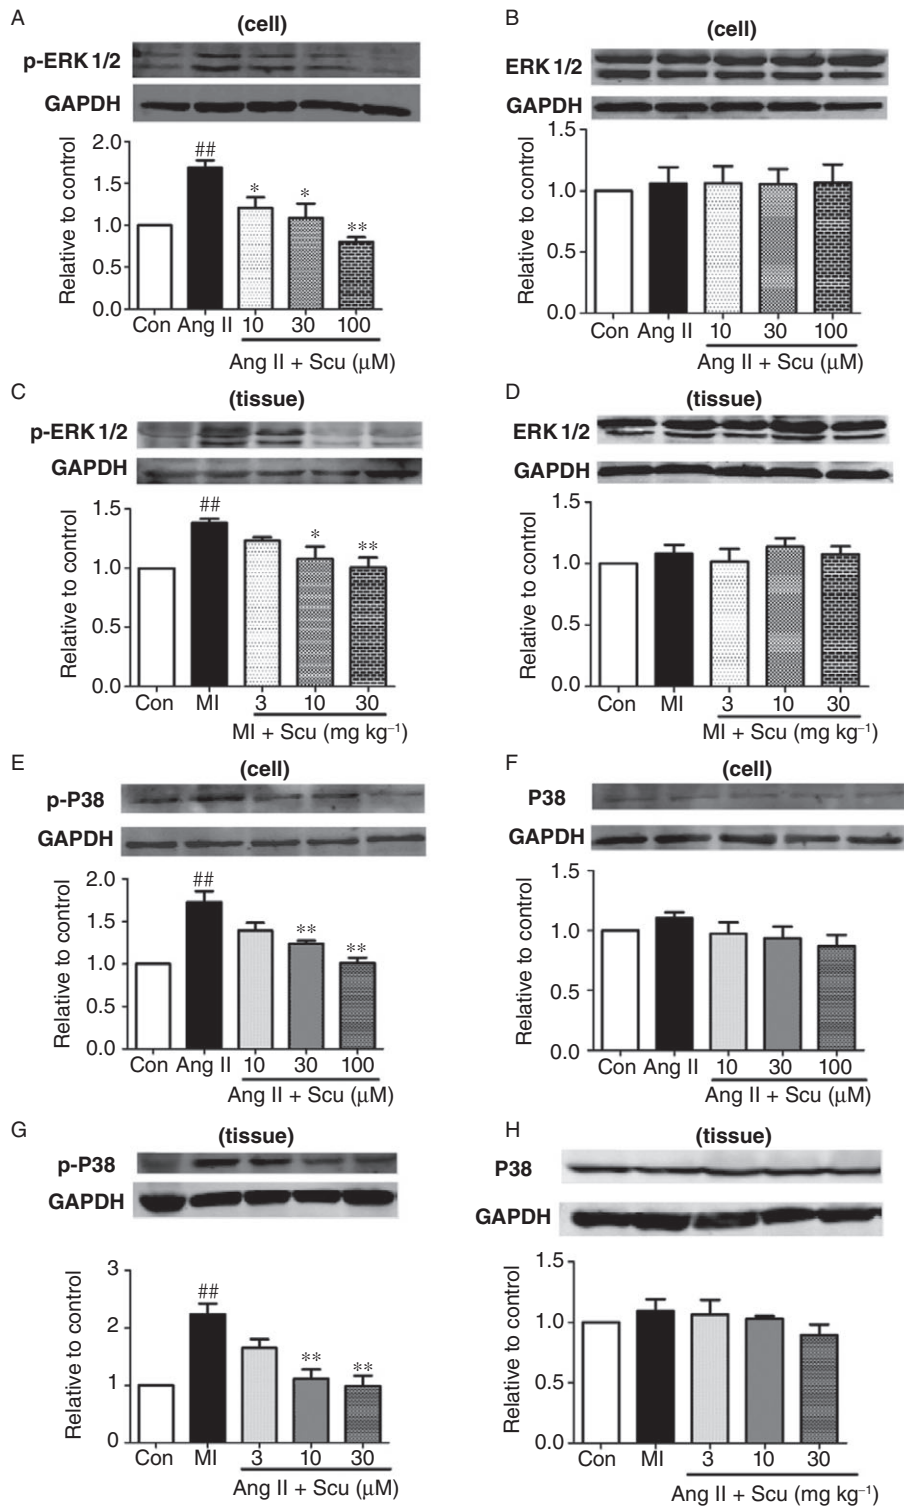 A
(cell)
p-ERK 1/2
GAPDH
Relative to control
2.0
1.5
1.0
0.5
0.0
##
*
*
**
Con Ang II 10 30 100
Ang II + Scu (μM)
B
(cell)
ERK 1/2
GAPDH
Relative to control
1.5
1.0
0.5
0.0
Con Ang II 10 30 100
Ang II + Scu (μM)
C
(tissue)
p-ERK 1/2
GAPDH
Relative to control
1.5
1.0
0.5
0.0
##
*
**
Con MI 3 10 30
MI + Scu (mg kg⁻¹)
D
(tissue)
ERK 1/2
GAPDH
Relative to control
1.5
1.0
0.5
0.0
Con MI 3 10 30
MI + Scu (mg kg⁻¹)
E
(cell)
p-P38
GAPDH
Relative to control
2.0
1.5
1.0
0.5
0.0
##
**
**
Con Ang II 10 30 100
Ang II + Scu (μM)
F
(cell)
P38
GAPDH
Relative to control
1.5
1.0
0.5
0.0
Con Ang II 10 30 100
Ang II + Scu (μM)
G
(tissue)
p-P38
GAPDH
Relative to control
3
2
1
0
##
**
**
Con MI 3 10 30
Ang II + Scu (μM)
H
(tissue)
P38
GAPDH
Relative to control
1.5
1.0
0.5
0.0
Con MI 3 10 30
Ang II + Scu (mg kg⁻¹)